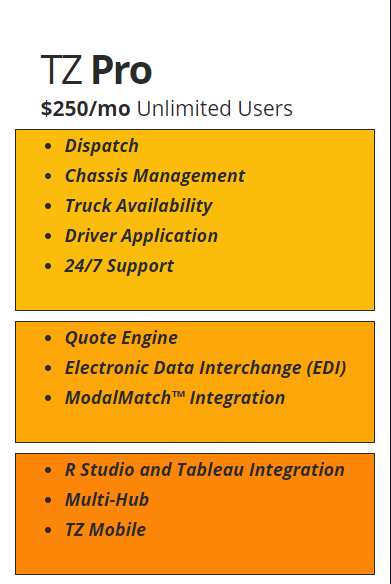 TZ Pro
$250/mo Unlimited Users
• Dispatch
• Chassis Management
• Truck Availability
• Driver Application
• 24/7 Support
• Quote Engine
• Electronic Data Interchange (EDI)
• ModalMatch™ Integration
• R Studio and Tableau Integration
• Multi-Hub
• TZ Mobile